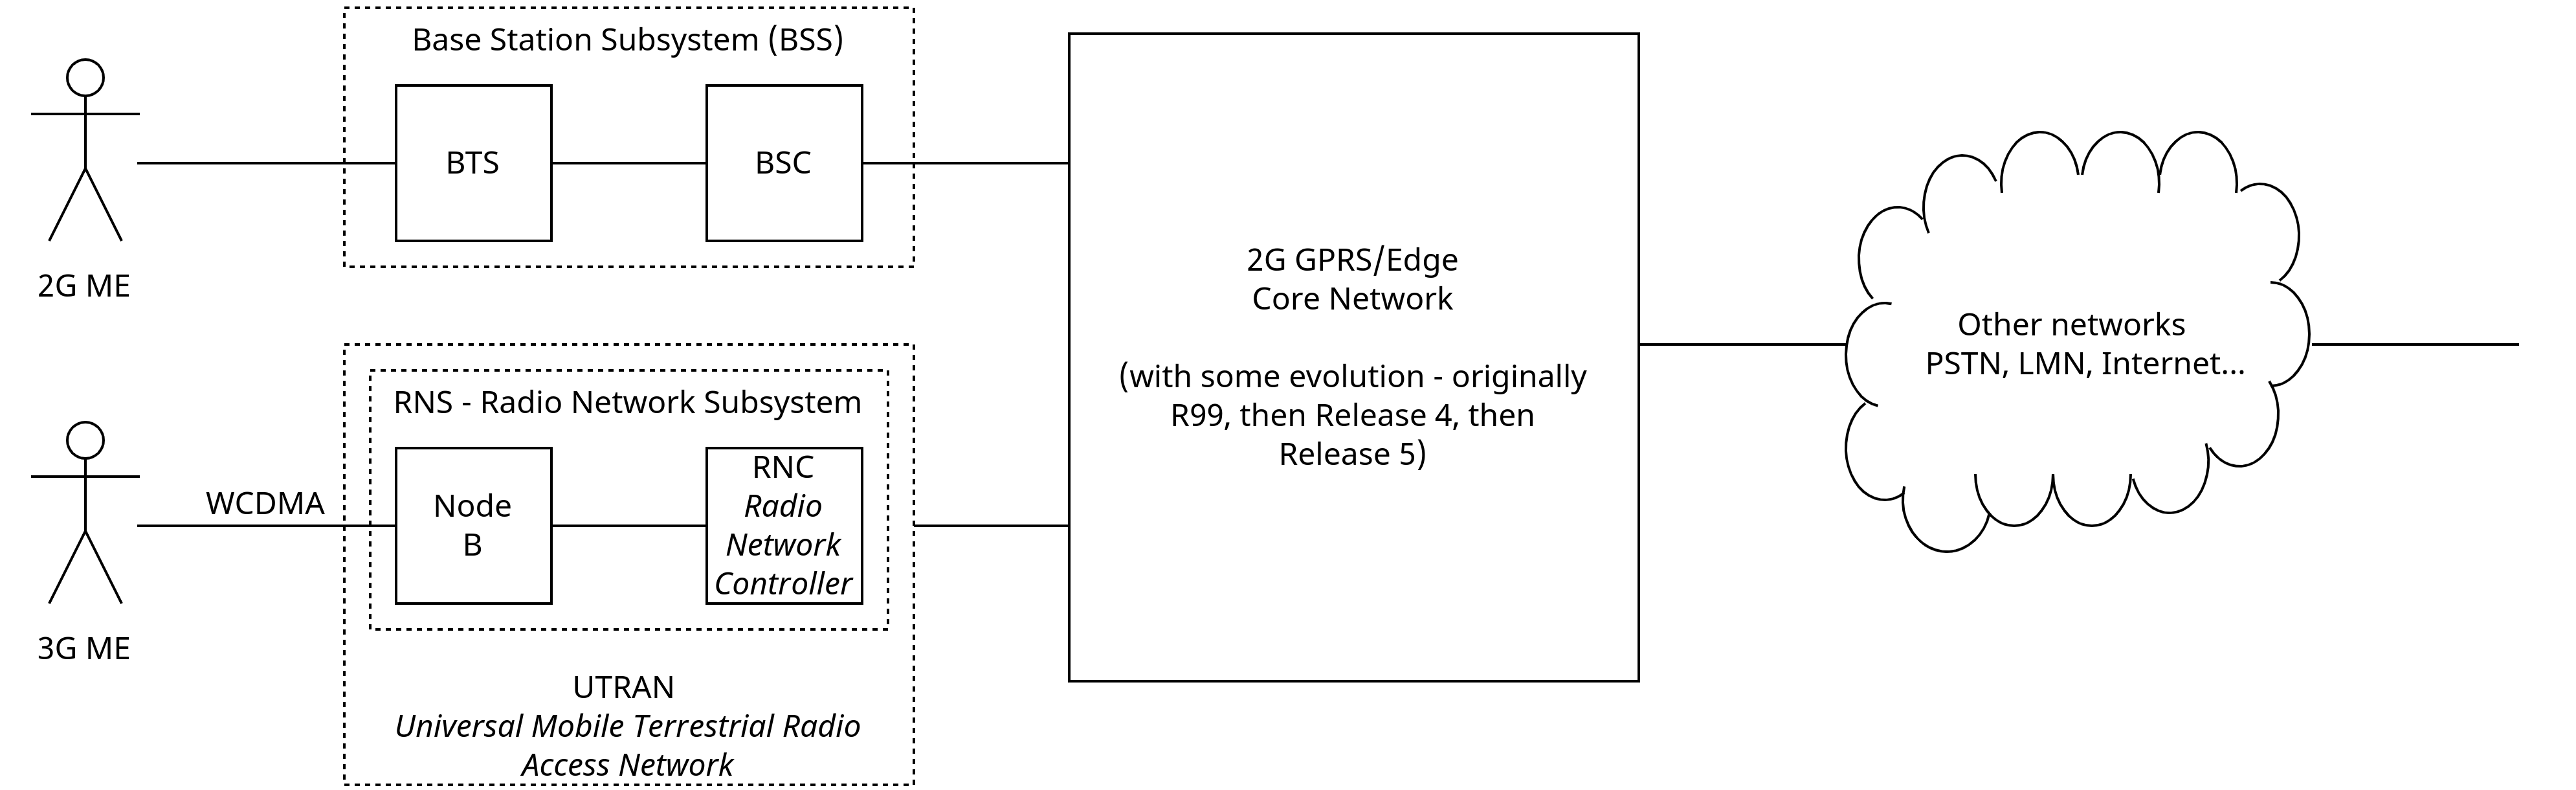 Base Station Subsystem (BSS)
BTS
BSC
2G ME
RNS - Radio Network Subsystem
WCDMA
Node
B
RNC
Radio
Network
Controller
3G ME
UTRAN
Universal Mobile Terrestrial Radio
Access Network
2G GPRS/Edge
Core Network
(with some evolution - originally
R99, then Release 4, then
Release 5)
Other networks
PSTN, LMN, Internet...